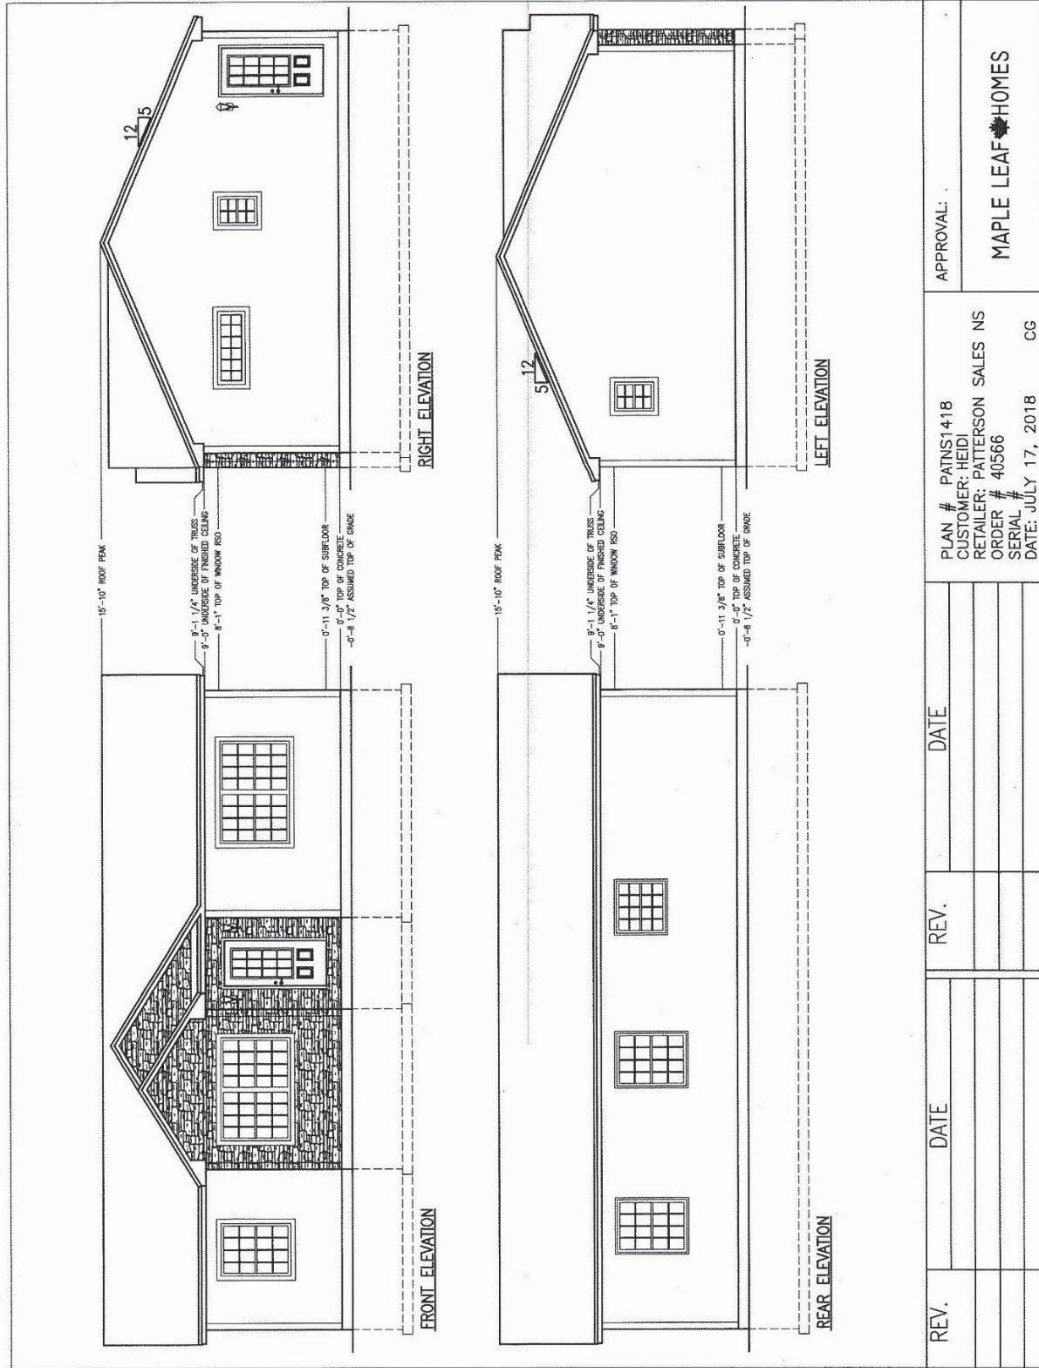 15'-10" ROOF PEAK
9'-1 1/4" UNDERSIDE OF TRUSS
9'-0" UNDERSIDE OF FINISHED CEILING
8'-1" TOP OF WINDOW RSO
0'-11 3/8" TOP OF SUBFLOOR
0'-0" TOP OF CONCRETE
-0'-8 1/2" ASSUMED TOP OF GRADE
12
5
FRONT ELEVATION
RIGHT ELEVATION
15'-10" ROOF PEAK
12
5
9'-1 1/4" UNDERSIDE OF TRUSS
9'-0" UNDERSIDE OF FINISHED CEILING
8'-1" TOP OF WINDOW RSO
0'-11 3/8" TOP OF SUBFLOOR
0'-0" TOP OF CONCRETE
-0'-8 1/2" ASSUMED TOP OF GRADE
REAR ELEVATION
LEFT ELEVATION
REV.
DATE
REV.
DATE
PLAN # PATNS1418
CUSTOMER: HEIDI
RETAILER: PATTERSON SALES NS
ORDER # 40566
SERIAL #
DATE: JULY 17, 2018 CG
APPROVAL:
MAPLE LEAF HOMES